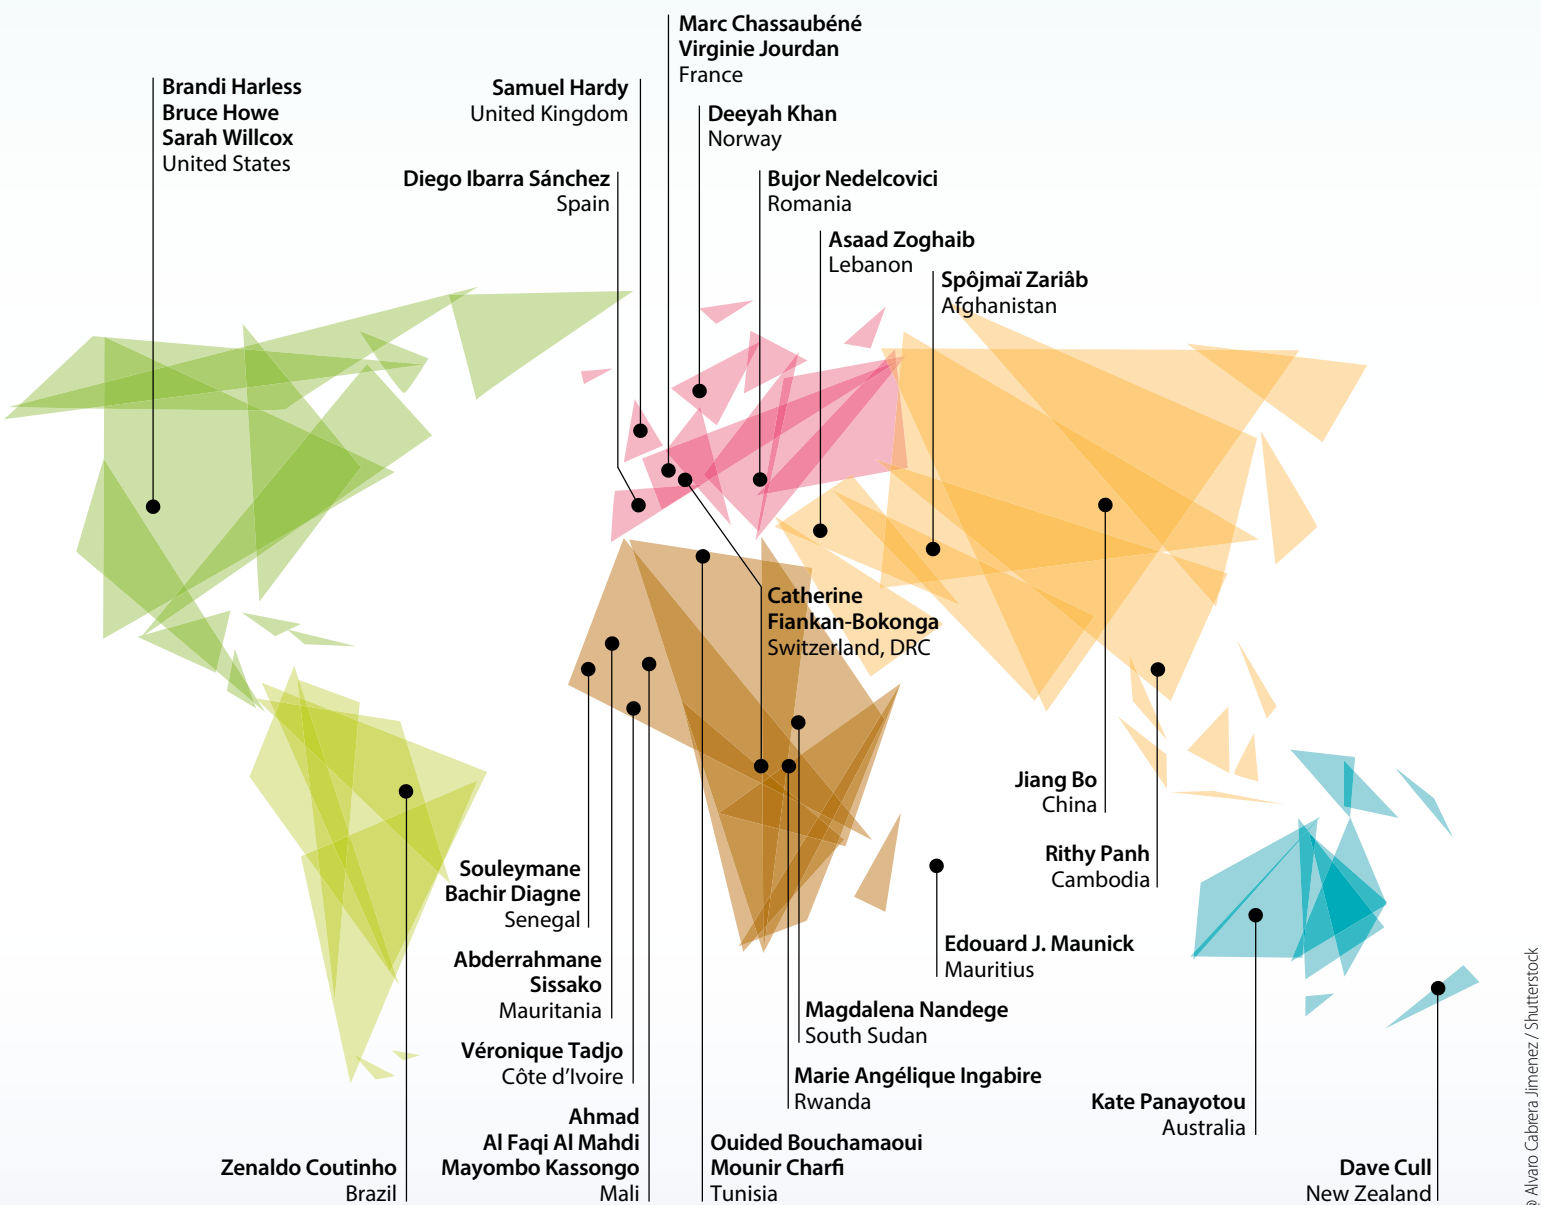 Marc Chassaubéné
Virginie Jourdan
France
Brandi Harless
Bruce Howe
Sarah Willcox
United States
Samuel Hardy
United Kingdom
Deeyah Khan
Norway
Diego Ibarra Sánchez
Spain
Bujor Nedelcovici
Romania
Asaad Zoghaib
Lebanon
Spôjmaï Zariâb
Afghanistan
Catherine
Fiankan-Bokonga
Switzerland, DRC
Jiang Bo
China
Rithy Panh
Cambodia
Souleymane
Bachir Diagne
Senegal
Abderrahmane
Sissako
Mauritania
Edouard J. Maunick
Mauritius
Magdalena Nandege
South Sudan
Véronique Tadjo
Côte d'Ivoire
Marie Angélique Ingabire
Rwanda
Kate Panayotou
Australia
Ahmad
Al Faqi Al Mahdi
Mayombo Kassongo
Mali
Ouided Bouchamaoui
Mounir Charfi
Tunisia
Zenaldo Coutinho
Brazil
Dave Cull
New Zealand
© Alvaro Cabrera Jimenez / Shutterstock